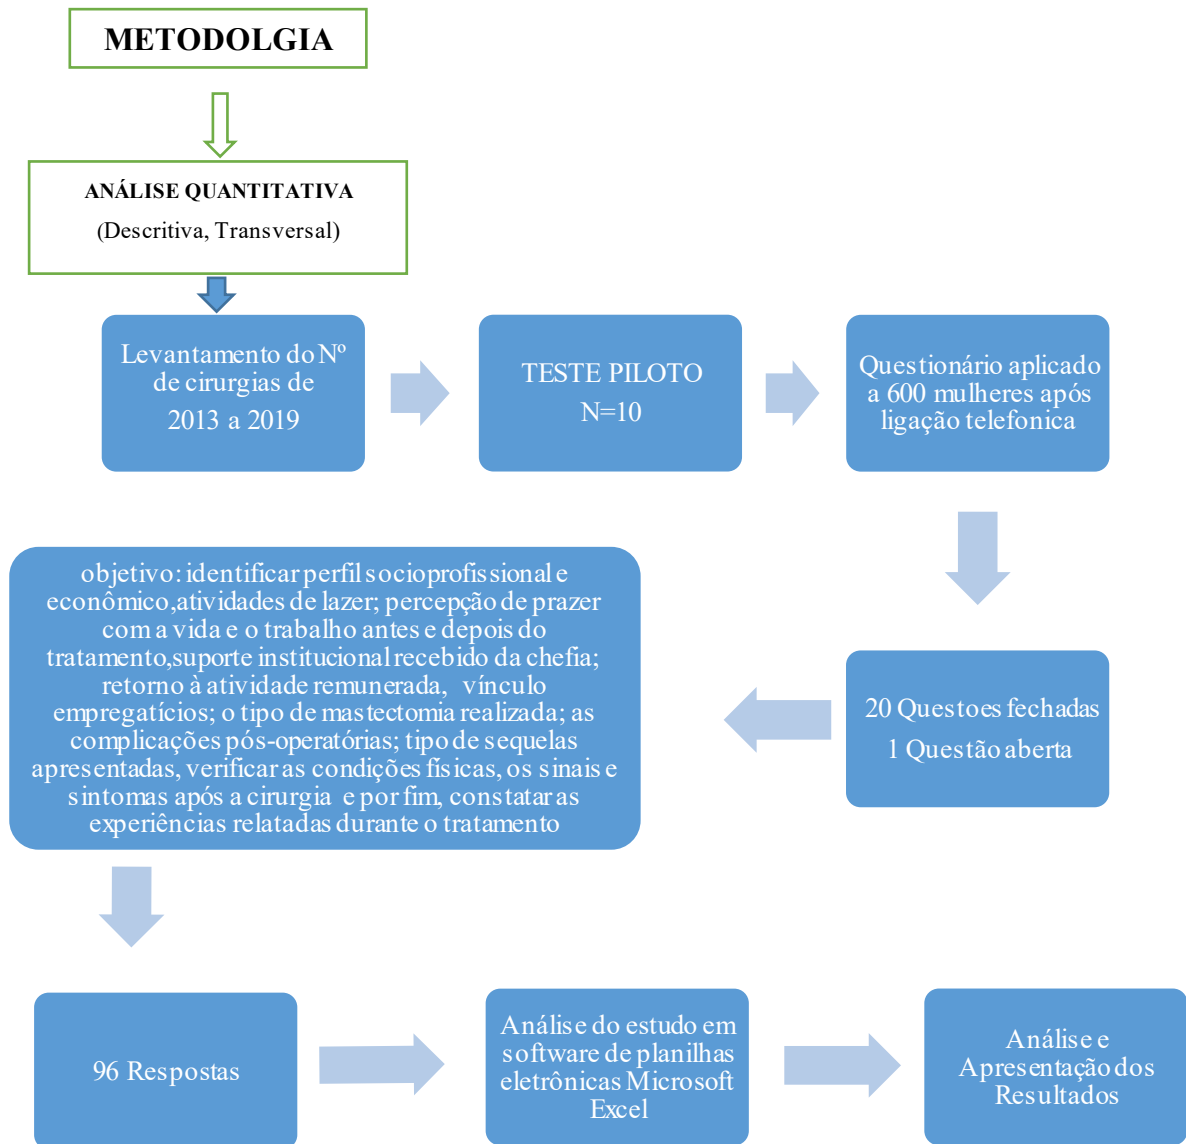 METODOLGIA
ANÁLISE QUANTITATIVA
(Descritiva, Transversal)
Levantamento do Nº
de cirurgias de
2013 a 2019
TESTE PILOTO
N=10
Questionário aplicado
a 600 mulheres após
ligação telefonica
20 Questoes fechadas
1 Questão aberta
objetivo: identificar perfil socioprofissional e
econômico,atividades de lazer; percepção de prazer
com a vida e o trabalho antes e depois do
tratamento,suporte institucional recebido da chefia;
retorno à atividade remunerada, vínculo
empregatícios; o tipo de mastectomia realizada; as
complicações pós-operatórias; tipo de sequelas
apresentadas, verificar as condições físicas, os sinais e
sintomas após a cirurgia e por fim, constatar as
experiências relatadas durante o tratamento
96 Respostas
Análise do estudo em
software de planilhas
eletrônicas Microsoft
Excel
Análise e
Apresentação dos
Resultados